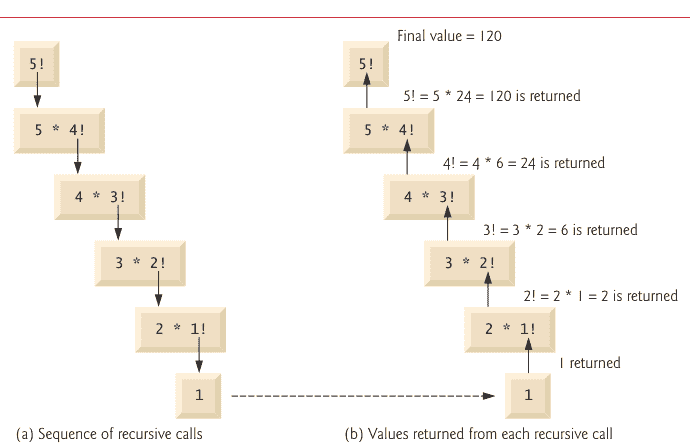 5!
5 * 4!
4 * 3!
3 * 2!
2 * 1!
1
(a) Sequence of recursive calls
Final value = 120
5!
5! = 5 * 24 = 120 is returned
5 * 4!
4! = 4 * 6 = 24 is returned
4 * 3!
3! = 3 * 2 = 6 is returned
3 * 2!
2! = 2 * 1 = 2 is returned
2 * 1!
1 returned
1
(b) Values returned from each recursive call